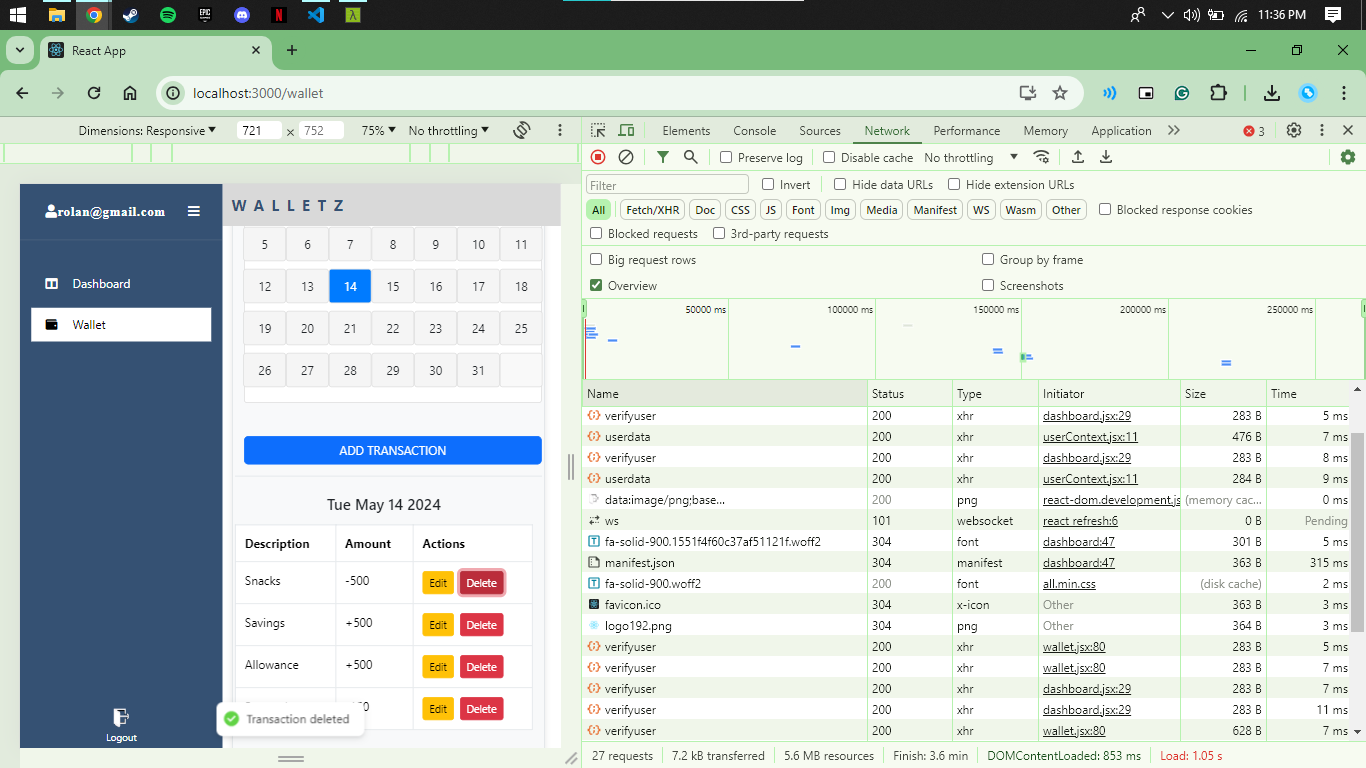 11:36 PM
React App
localhost:3000/wallet
Dimensions: Responsive 721 × 752 75% No throttling
Elements Console Sources Network Performance Memory Application 3
Preserve log Disable cache No throttling
Filter Invert Hide data URLs Hide extension URLs
All Fetch/XHR Doc CSS JS Font Img Media Manifest WS Wasm Other Blocked response cookies
Blocked requests 3rd-party requests
Big request rows Group by frame
Overview Screenshots
50000 ms 100000 ms 150000 ms 200000 ms 250000 ms
Name Status Type Initiator Size Time
verifyuser 200 xhr dashboard.jsx:29 283 B 5 ms
userdata 200 xhr userContext.jsx:11 476 B 7 ms
verifyuser 200 xhr dashboard.jsx:29 283 B 8 ms
userdata 200 xhr userContext.jsx:11 284 B 9 ms
data:image/png;base... 200 png react-dom.development.js (memory cac... 0 ms
ws 101 websocket react refresh:6 0 B Pending
fa-solid-900.1551f4f60c37af51121f.woff2 304 font dashboard:47 301 B 5 ms
manifest.json 304 manifest dashboard:47 363 B 315 ms
fa-solid-900.woff2 200 font all.min.css (disk cache) 2 ms
favicon.ico 304 x-icon Other 363 B 3 ms
logo192.png 304 png Other 364 B 3 ms
verifyuser 200 xhr wallet.jsx:80 283 B 5 ms
verifyuser 200 xhr wallet.jsx:80 283 B 7 ms
verifyuser 200 xhr dashboard.jsx:29 283 B 7 ms
verifyuser 200 xhr dashboard.jsx:29 283 B 11 ms
verifyuser 200 xhr wallet.jsx:80 628 B 7 ms
27 requests 7.2 kB transferred 5.6 MB resources Finish: 3.6 min DOMContentLoaded: 853 ms Load: 1.05 s
rolan@gmail.com
Dashboard
Wallet
Logout
WALLETZ
5 6 7 8 9 10 11
12 13 14 15 16 17 18
19 20 21 22 23 24 25
26 27 28 29 30 31
ADD TRANSACTION
Tue May 14 2024
Description Amount Actions
Snacks -500 Edit Delete
Savings +500 Edit Delete
Allowance +500 Edit Delete
Edit Delete
Transaction deleted